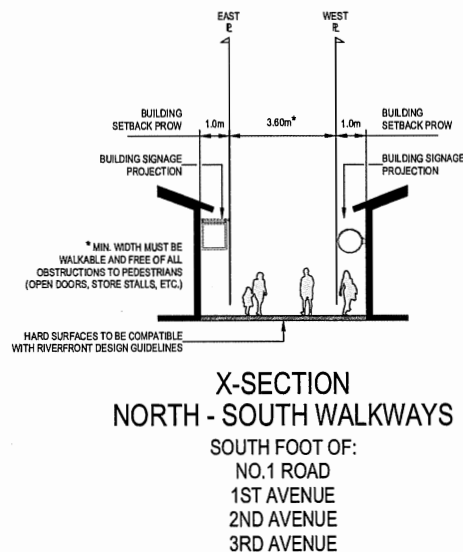 EAST
PL
WEST
PL
BUILDING
SETBACK PROW
1.0m
3.60m*
1.0m
BUILDING
SETBACK PROW
BUILDING SIGNAGE
PROJECTION
BUILDING SIGNAGE
PROJECTION
* MIN. WIDTH MUST BE
WALKABLE AND FREE OF ALL
OBSTRUCTIONS TO PEDESTRIANS
(OPEN DOORS, STORE STALLS, ETC.)
HARD SURFACES TO BE COMPATIBLE
WITH RIVERFRONT DESIGN GUIDELINES
X-SECTION
NORTH - SOUTH WALKWAYS
SOUTH FOOT OF:
NO.1 ROAD
1ST AVENUE
2ND AVENUE
3RD AVENUE